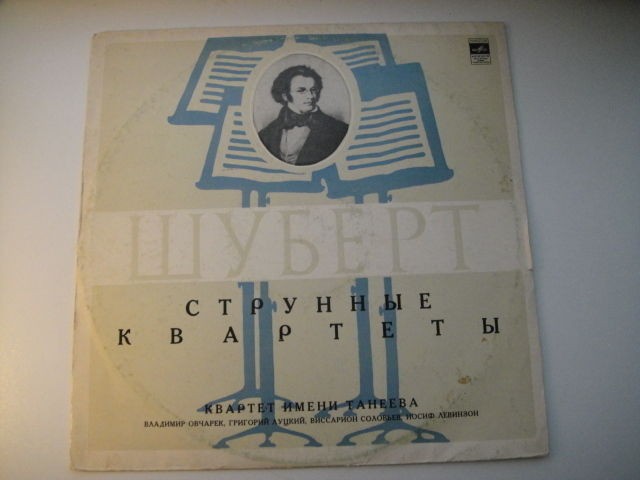 ШУБЕРТ
СТРУННЫЕ
КВАРТЕТЫ
КВАРТЕТ ИМЕНИ ТАНЕЕВА
ВЛАДИМИР ОВЧАРЕК, ГРИГОРИЙ ЛУЦКИЙ, ВИССАРИОН СОЛОВЬЕВ, ИОСИФ ЛЕВИНЗОН